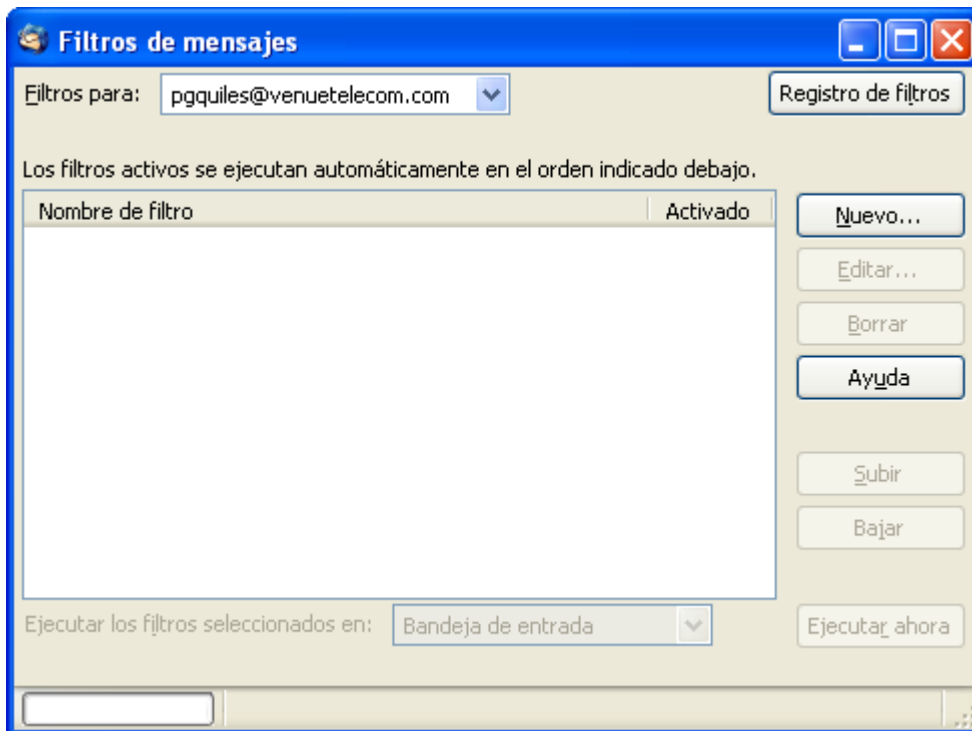 Filtros de mensajes
Filtros para: pgquiles@venuetelecom.com Registro de filtros
Los filtros activos se ejecutan automáticamente en el orden indicado debajo.
Nombre de filtro Activado
Nuevo...
Editar...
Borrar
Ayuda
Subir
Bajar
Ejecutar los filtros seleccionados en: Bandeja de entrada Ejecutar ahora